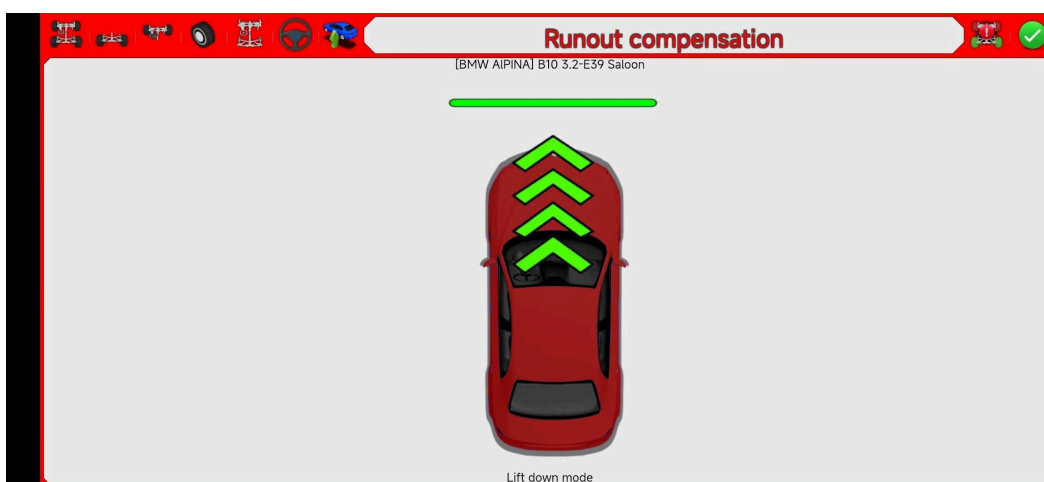 Runout compensation
[BMW AlPINA] B10 3.2-E39 Saloon
Lift down mode